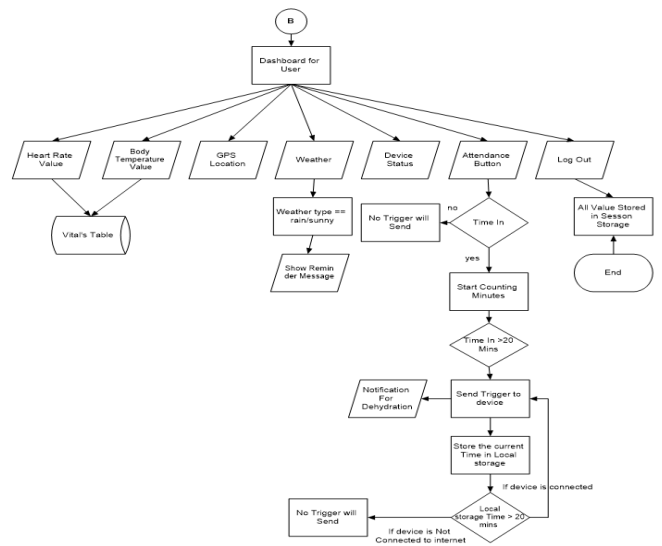 B
Dashboard for
User
Heart Rate
Value
Body
Temperature
Value
GPS
Location
Weather
Device
Status
Attendance
Button
Log Out
Vital's Table
Weather type ==
rain/sunny
No Trigger will
Send
no
Time In
All Value Stored
in Sesson
Storage
Show Remin
der Message
yes
End
Start Counting
Minutes
Time In >20
Mins
Notification
For
Dehydration
Send Trigger to
device
Store the current
Time in Local
storage
If device is connected
No Trigger will
Send
Local
storage Time > 20
mins
If device is Not
Connected to internet